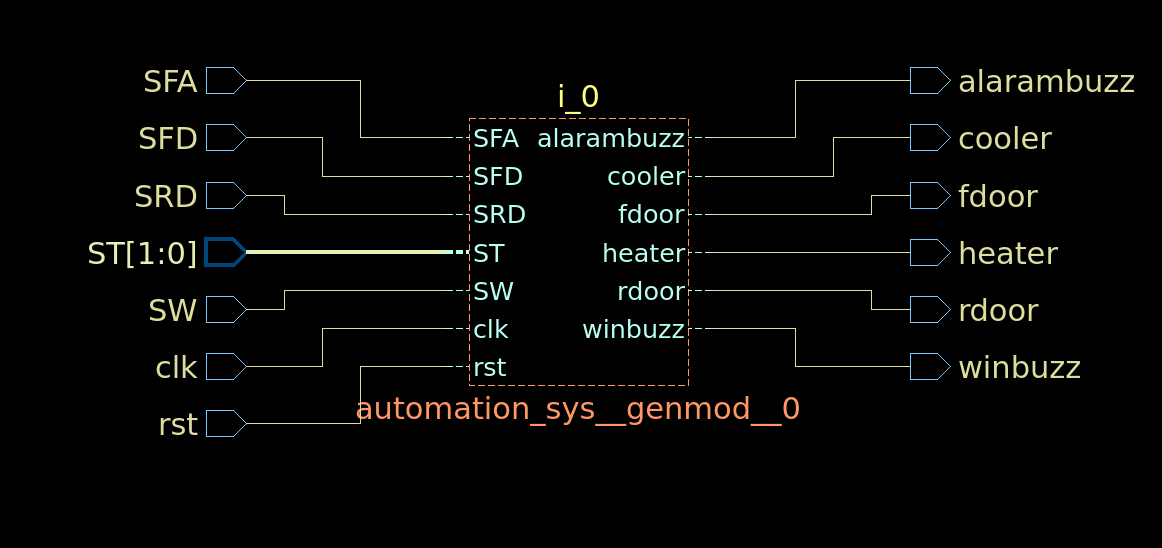 SFA
SFD
SRD
ST[1:0]
SW
clk
rst
i_0
SFA alarambuzz
SFD cooler
SRD fdoor
ST heater
SW rdoor
clk winbuzz
rst
automation_sys__genmod__0
alarambuzz
cooler
fdoor
heater
rdoor
winbuzz